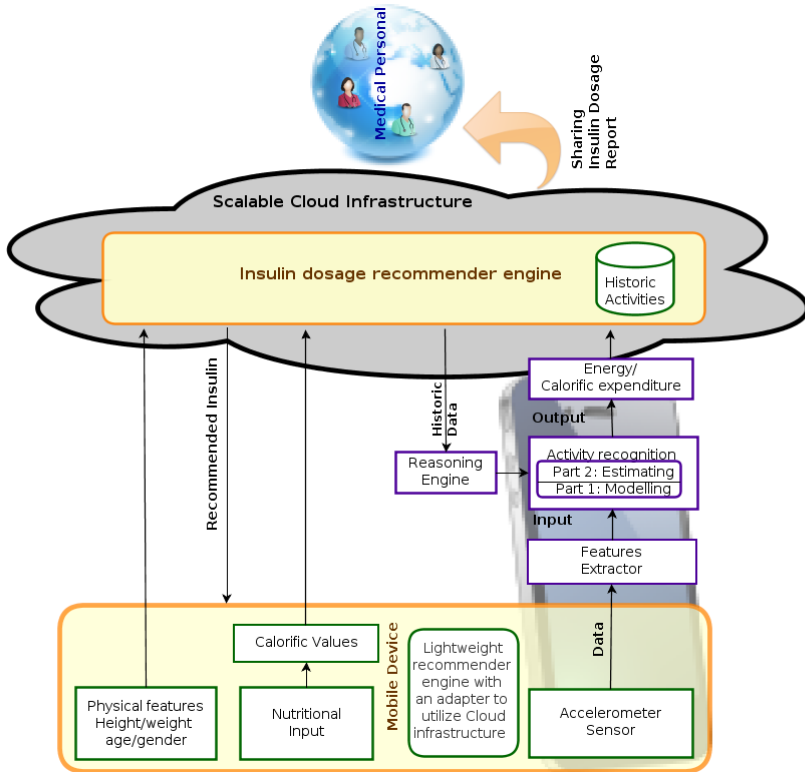 Medical Personal
Sharing
Insulin Dosage
Report
Scalable Cloud Infrastructure
Insulin dosage recommender engine
Historic
Activities
Energy/
Calorific expenditure
Output
Recommended Insulin
Historic
Data
Reasoning
Engine
Activity recognition
Part 2: Estimating
Part 1: Modelling
Input
Features
Extractor
Data
Calorific Values
Mobile Device
Lightweight
recommender
engine with
an adapter to
utilize Cloud
infrastructure
Physical features
Height/weight
age/gender
Nutritional
Input
Accelerometer
Sensor